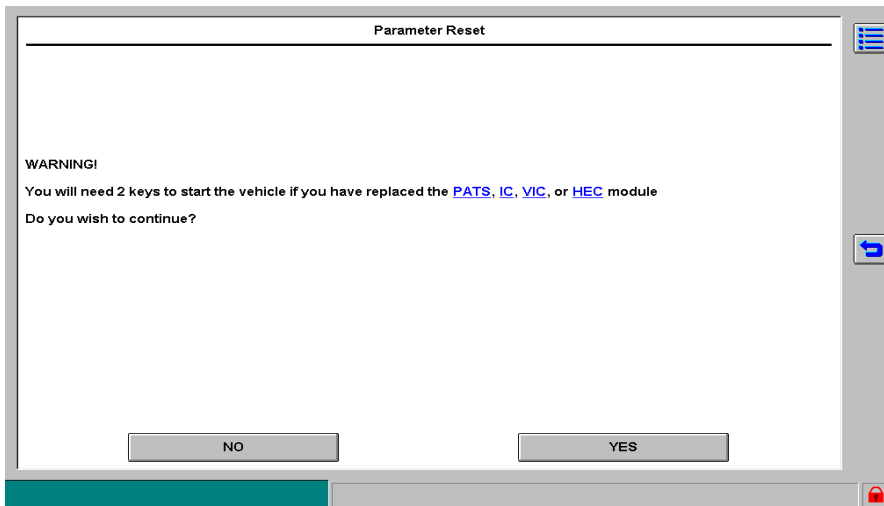 Parameter Reset
WARNING!
You will need 2 keys to start the vehicle if you have replaced the PATS, IC, VIC, or HEC module
Do you wish to continue?
NO
YES